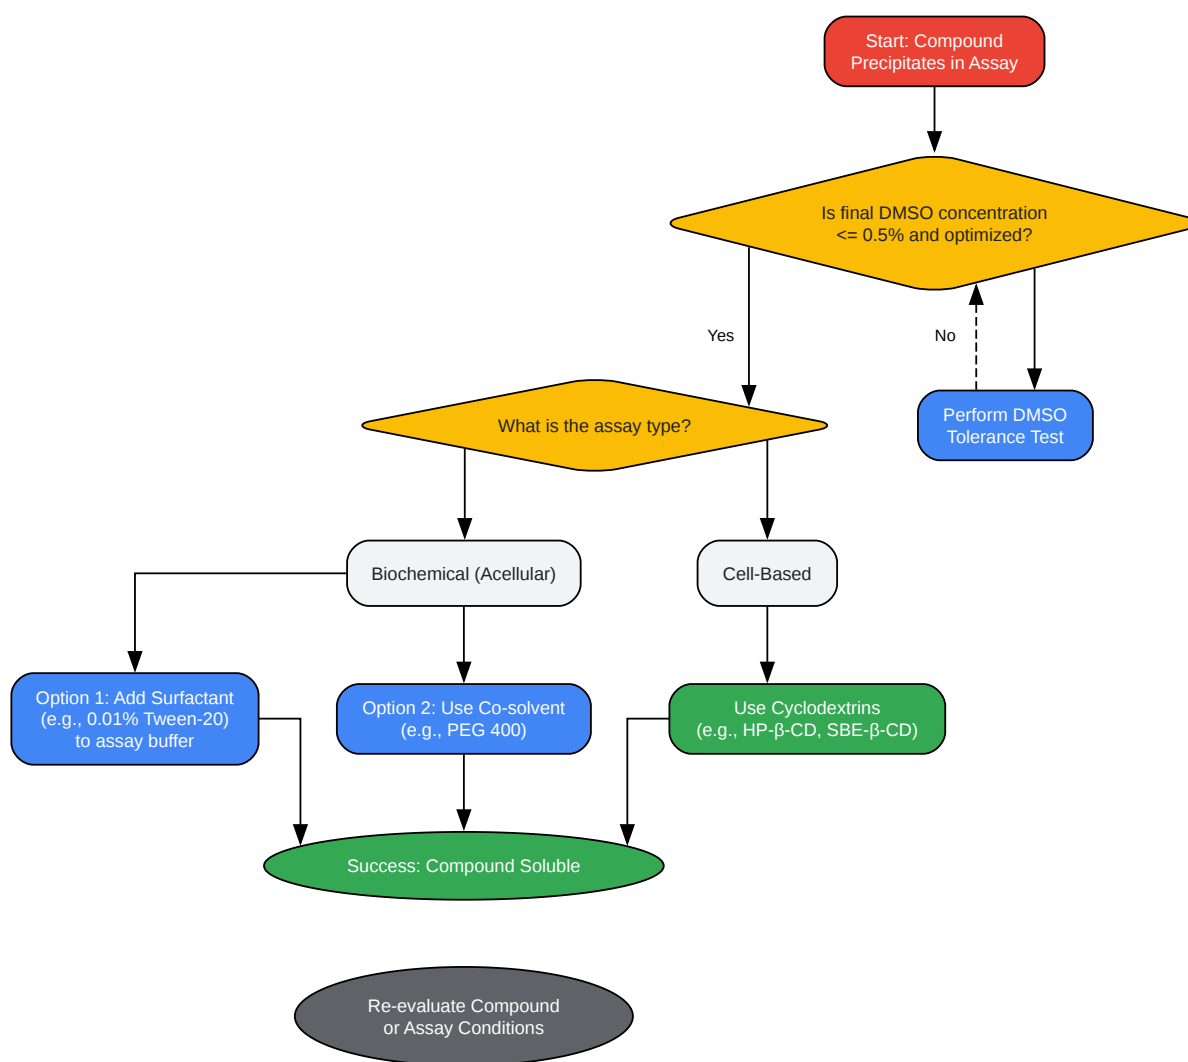 Start: Compound
Precipitates in Assay
Is final DMSO concentration
<= 0.5% and optimized?
Yes
No
Perform DMSO
Tolerance Test
What is the assay type?
Biochemical (Acellular)
Cell-Based
Option 1: Add Surfactant
(e.g., 0.01% Tween-20)
to assay buffer
Option 2: Use Co-solvent
(e.g., PEG 400)
Use Cyclodextrins
(e.g., HP-β-CD, SBE-β-CD)
Success: Compound Soluble
Re-evaluate Compound
or Assay Conditions